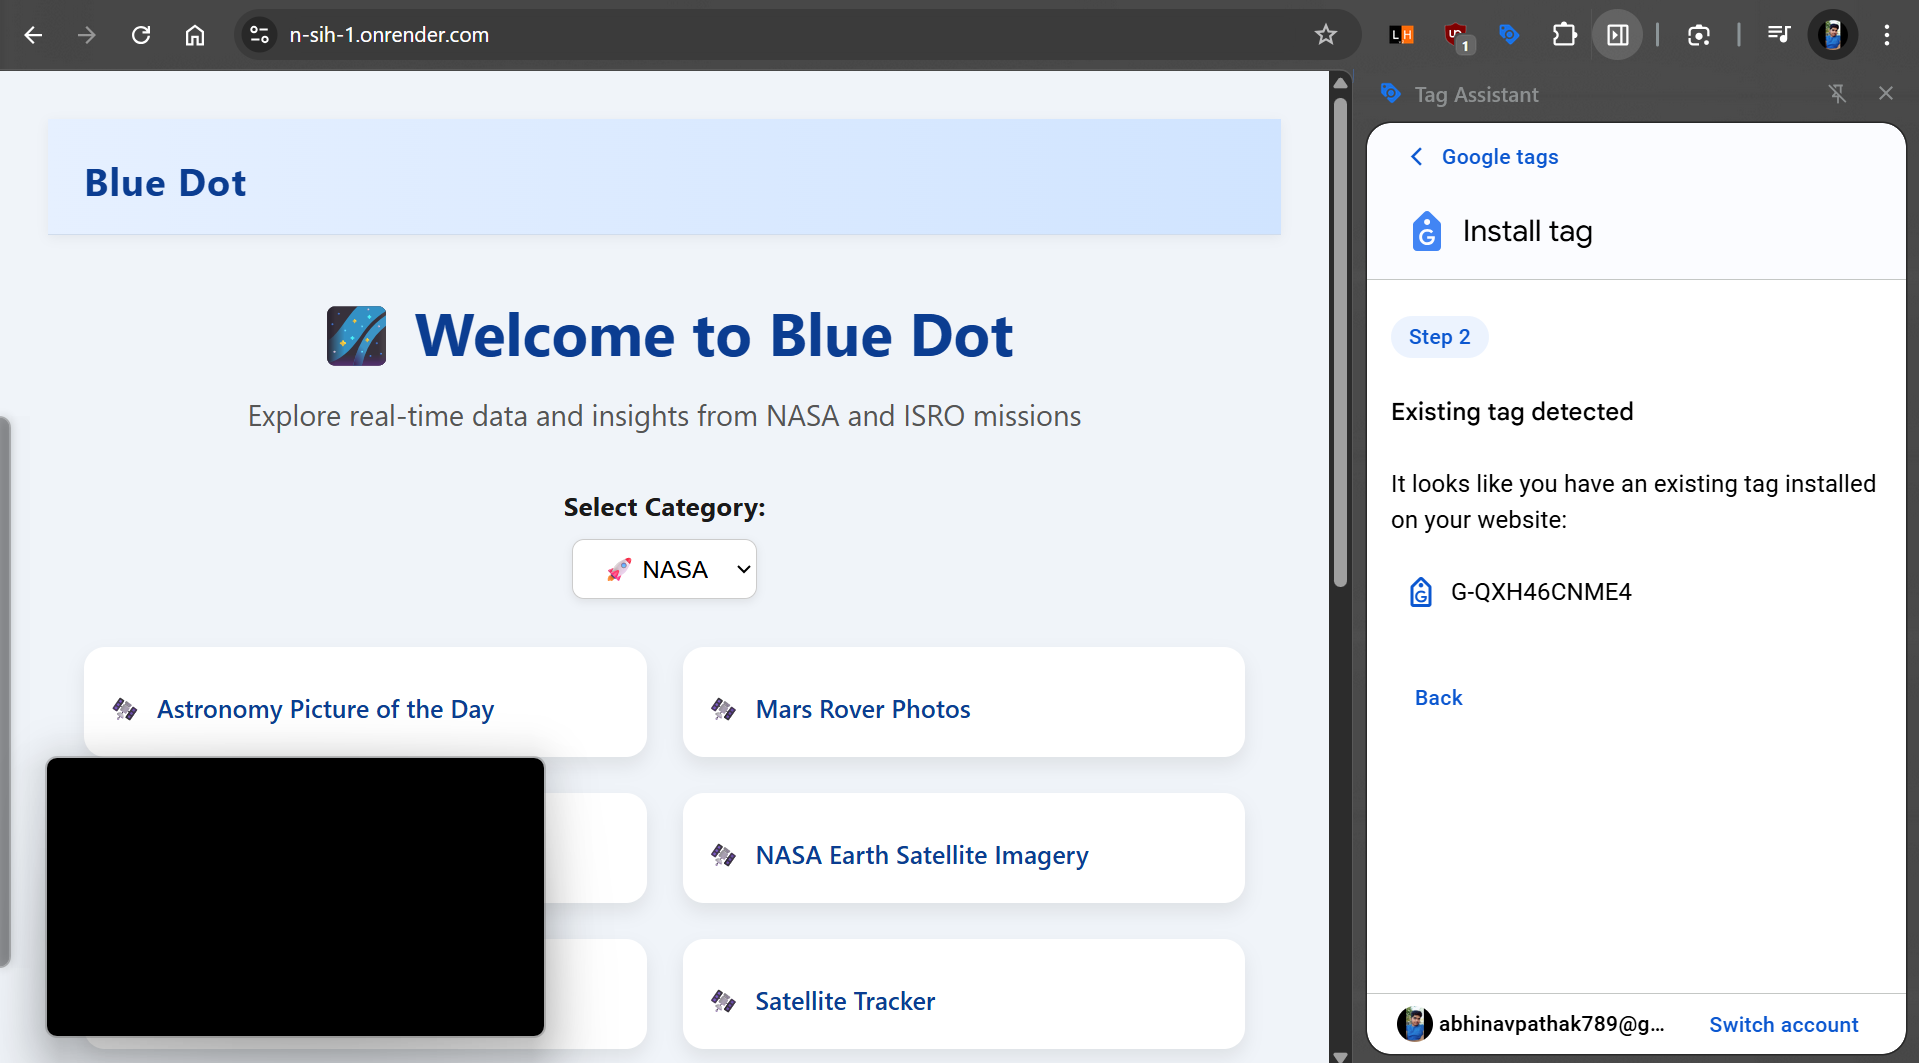 n-sih-1.onrender.com
LH
1
Tag Assistant
Blue Dot
Welcome to Blue Dot
Explore real-time data and insights from NASA and ISRO missions
Select Category:
NASA
Astronomy Picture of the Day
Mars Rover Photos
NASA Earth Satellite Imagery
Satellite Tracker
Google tags
G
Install tag
Step 2
Existing tag detected
It looks like you have an existing tag installed
on your website:
G
G-QXH46CNME4
Back
abhinavpathak789@g...
Switch account